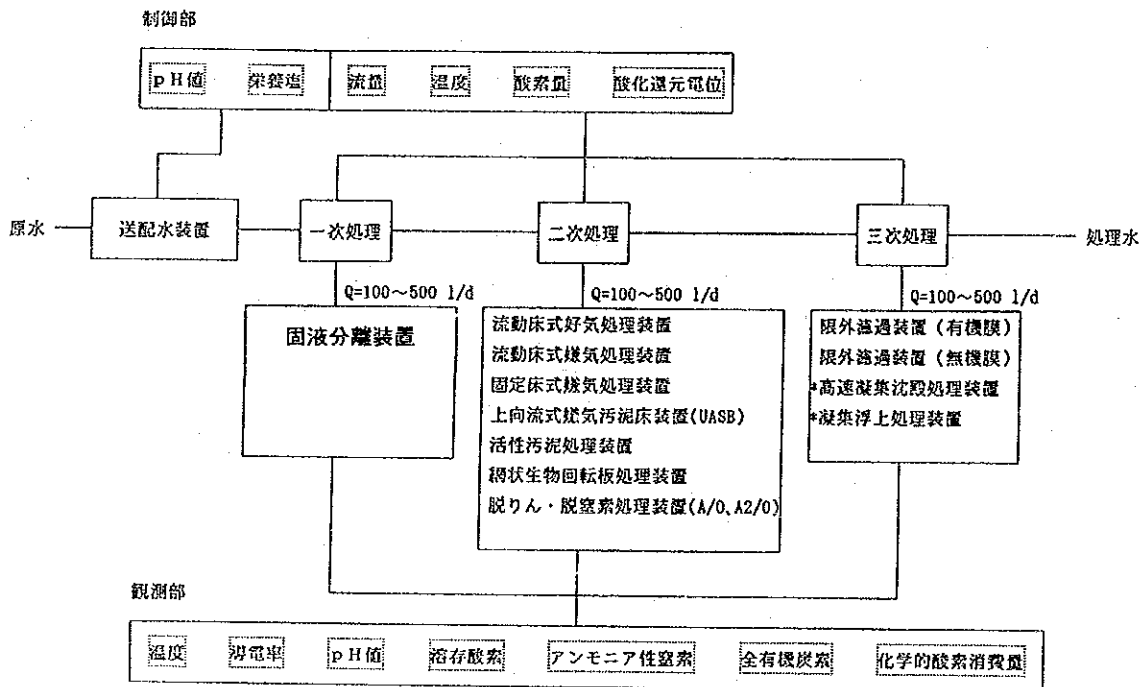 制御部
pH値 栄養塩 流量 温度 酸素量 酸化還元電位
原水 送配水装置 一次処理 二次処理 三次処理 処理水
Q=100~500 l/d Q=100~500 l/d Q=100~500 l/d
固液分離装置
流動床式好気処理装置
流動床式嫌気処理装置
固定床式嫌気処理装置
上向流式嫌気汚泥床装置(UASB)
活性汚泥処理装置
網状生物回転板処理装置
脱りん・脱窒素処理装置(A/O、A2/O)
限外濾過装置(有機膜)
限外濾過装置(無機膜)
*高速凝集沈殿処理装置
*凝集浮上処理装置
観測部
温度 導電率 pH値 溶存酸素 アンモニア性窒素 全有機炭素 化学的酸素消費量